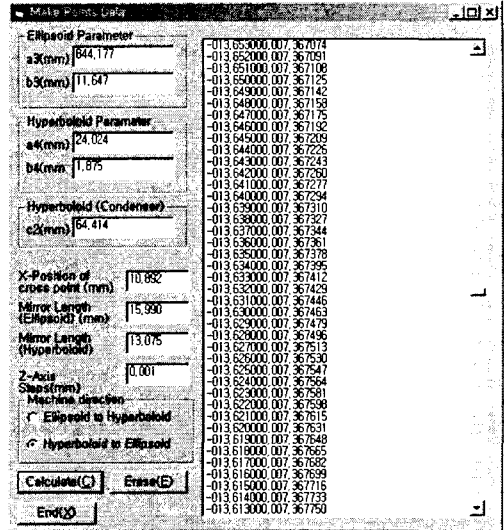 Make Points Data
Ellipsoid Parameter
a3(mm) 644,177
b3(mm) 11,647
Hyperboloid Parameter
a4(mm) 24,024
b4(mm) 1,875
Hyperboloid (Condenser)
c2(mm) 64,414
X-Position of
cross point (mm) 10,892
Mirror Length
(Ellipsoid) (mm) 15,990
Mirror Length
(Hyperboloid) 13,075
Z-Axis
Steps(mm) 0,001
Machine direction
Ellipsoid to Hyperboloid
Hyperboloid to Ellipsoid
Calculate(C) Erase(E)
End(X)
-013,653000,007,367074
-013,652000,007,367091
-013,651000,007,367108
-013,650000,007,367125
-013,649000,007,367142
-013,648000,007,367158
-013,647000,007,367175
-013,646000,007,367192
-013,645000,007,367209
-013,644000,007,367226
-013,643000,007,367243
-013,642000,007,367260
-013,641000,007,367277
-013,640000,007,367294
-013,639000,007,367310
-013,638000,007,367327
-013,637000,007,367344
-013,636000,007,367361
-013,635000,007,367378
-013,634000,007,367395
-013,633000,007,367412
-013,632000,007,367429
-013,631000,007,367446
-013,630000,007,367463
-013,629000,007,367479
-013,628000,007,367496
-013,627000,007,367513
-013,626000,007,367530
-013,625000,007,367547
-013,624000,007,367564
-013,623000,007,367581
-013,622000,007,367598
-013,621000,007,367615
-013,620000,007,367631
-013,619000,007,367648
-013,618000,007,367665
-013,617000,007,367682
-013,616000,007,367699
-013,615000,007,367716
-013,614000,007,367733
-013,613000,007,367750